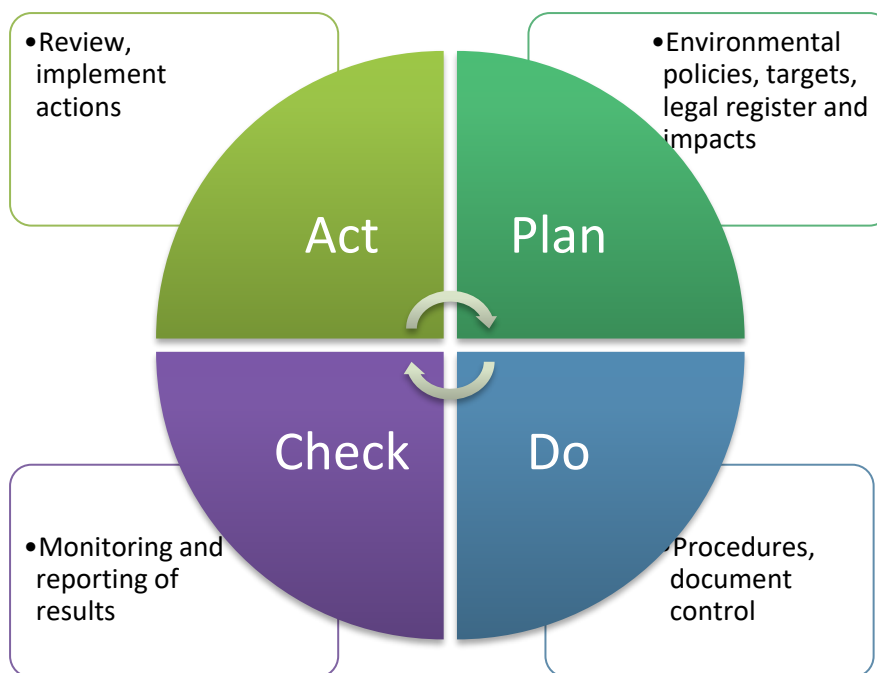 •Review,
implement
actions
•Environmental
policies, targets,
legal register and
impacts
Act
Plan
Check
Do
•Monitoring and
reporting of
results
•Procedures,
document
control